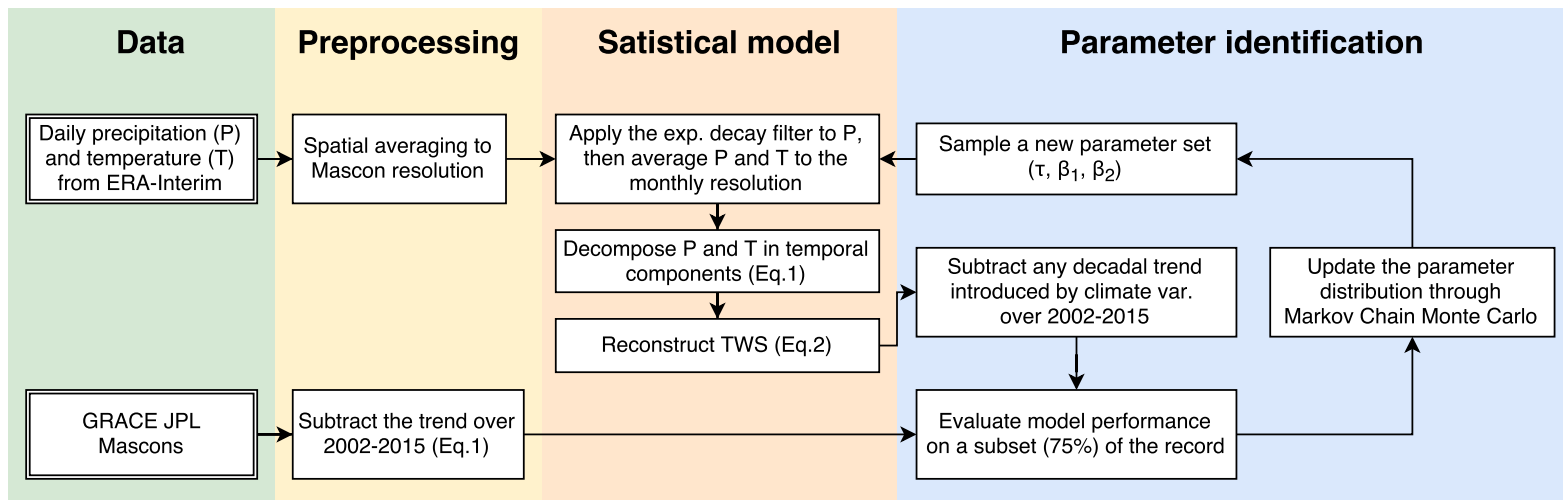 Data
Preprocessing
Satistical model
Parameter identification
Daily precipitation (P)
and temperature (T)
from ERA-Interim
Spatial averaging to
Mascon resolution
Apply the exp. decay filter to P,
then average P and T to the
monthly resolution
Sample a new parameter set
(τ, β₁, β₂)
Decompose P and T in temporal
components (Eq.1)
Subtract any decadal trend
introduced by climate var.
over 2002-2015
Update the parameter
distribution through
Markov Chain Monte Carlo
Reconstruct TWS (Eq.2)
GRACE JPL
Mascons
Subtract the trend over
2002-2015 (Eq.1)
Evaluate model performance
on a subset (75%) of the record